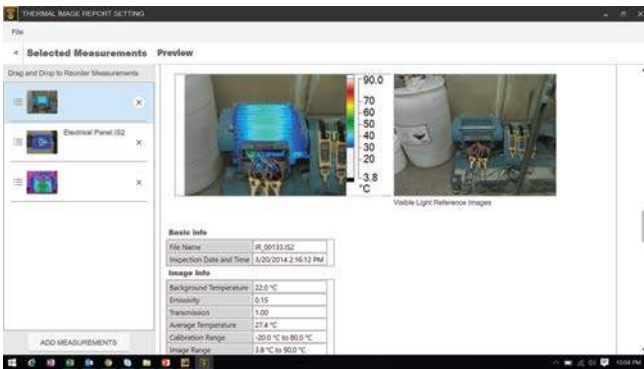 THERMAL IMAGE REPORT SETTING
File
Selected Measurements Preview
Drag and Drop to Reorder Measurements
Electrical Panel.IS2
90.0
70
60
50
40
30
20
3.8
°C
Visible Light Reference Images
Basic info
File Name IR_00133.IS2
Inspection Date and Time 3/20/2014 2:16:12 PM
Image Info
Background Temperature 22.0 °C
Emissivity 0.15
Transmission 1.00
Average Temperature 27.4 °C
Calibration Range -20.0 °C to 80.0 °C
Image Range 3.8 °C to 90.0 °C
ADD MEASUREMENTS
10:04 PM